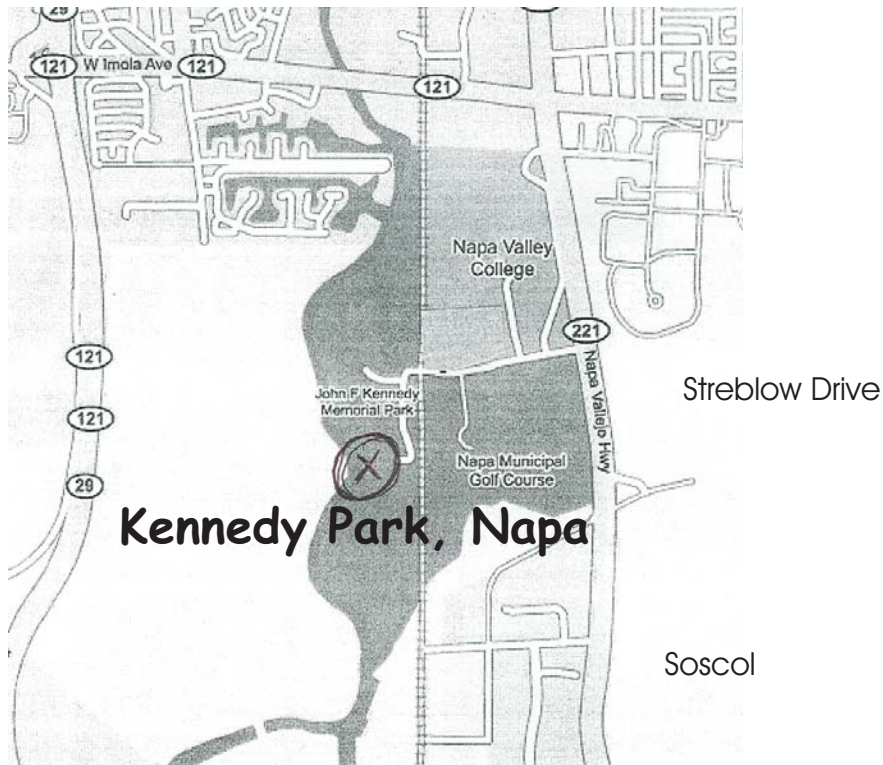 29
121 W Imola Ave 121
121
Napa Valley
College
221
Napa Vallejo Hwy
121
John F Kennedy
Memorial Park
Streblow Drive
121
X
Napa Municipal
Golf Course
29
Kennedy Park, Napa
Soscol